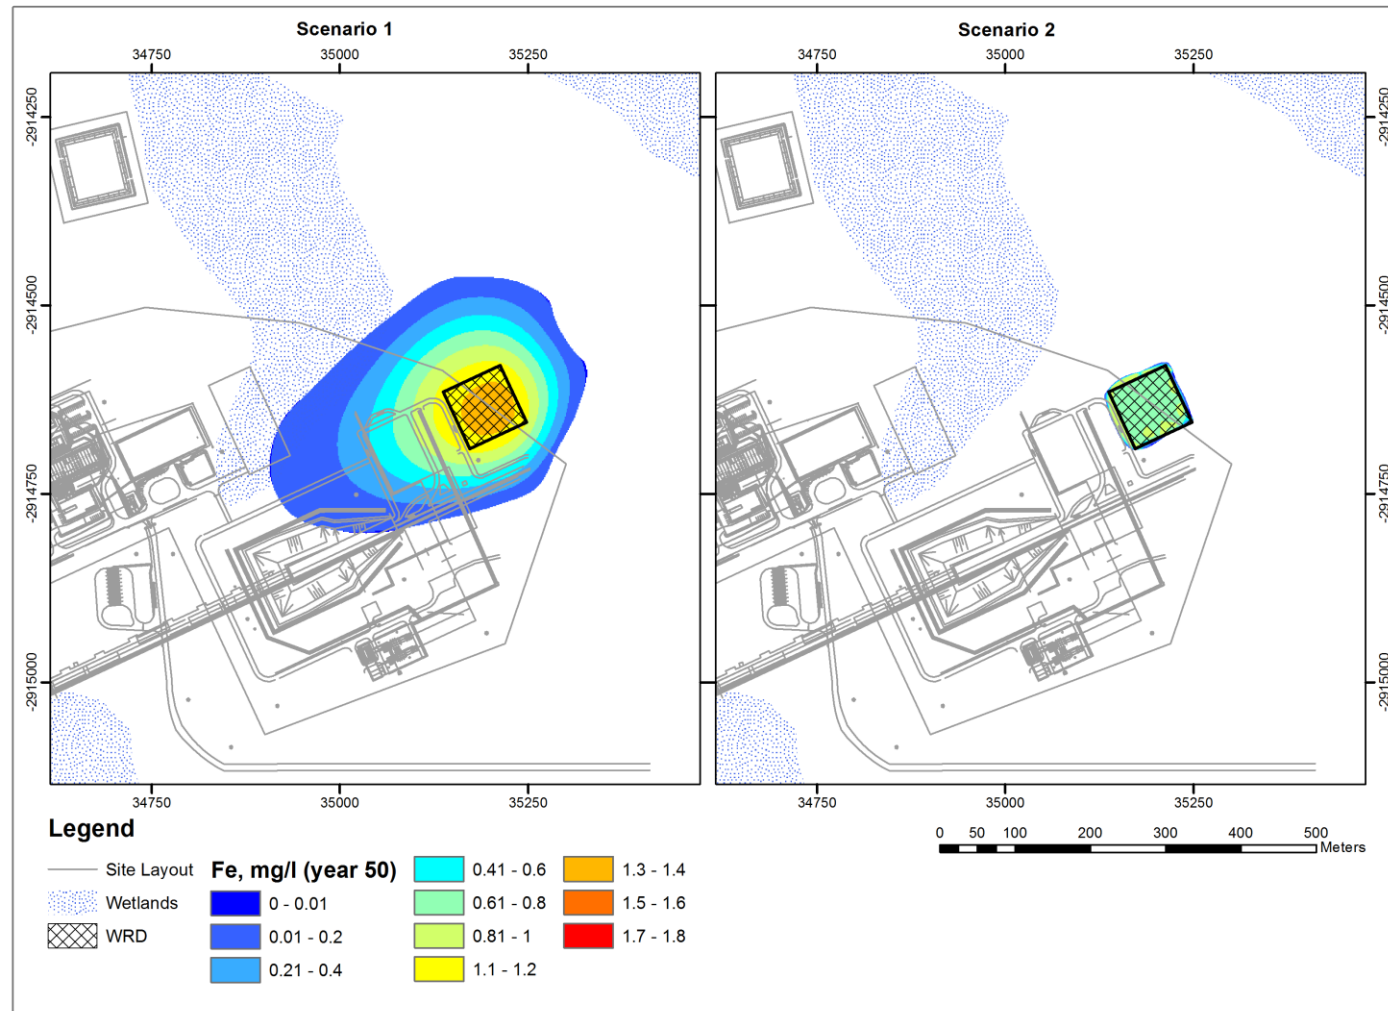 Scenario 1
Scenario 2
34750
35000
35250
34750
35000
35250
-2914250
-2914500
-2914750
-2915000
-2914250
-2914500
-2914750
-2915000
34750
35000
35250
34750
35000
35250
Legend
Site Layout
Wetlands
WRD
Fe, mg/l (year 50)
0 - 0.01
0.01 - 0.2
0.21 - 0.4
0.41 - 0.6
0.61 - 0.8
0.81 - 1
1.1 - 1.2
1.3 - 1.4
1.5 - 1.6
1.7 - 1.8
0 50 100 200 300 400 500
Meters